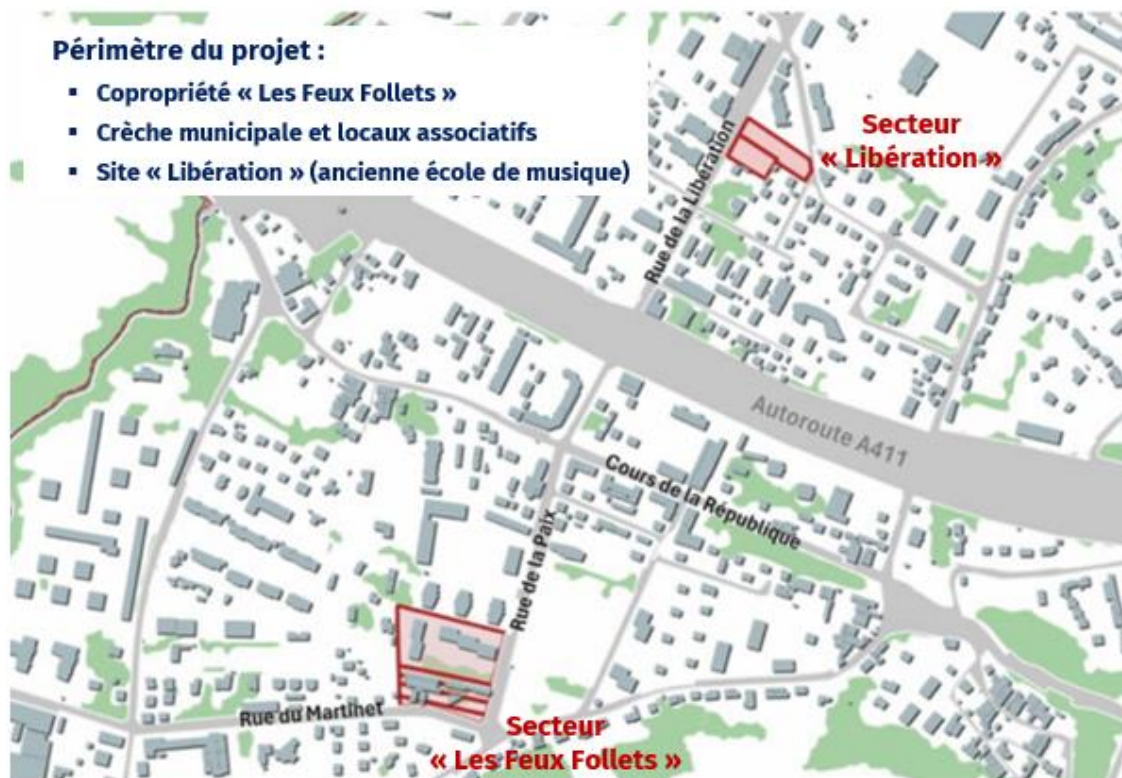 Périmètre du projet :
▪ Copropriété « Les Feux Follets »
▪ Crèche municipale et locaux associatifs
▪ Site « Libération » (ancienne école de musique)
Secteur
« Libération »
Rue de la Libération
Autoroute A411
Cours de la République
Rue de la Paix
Rue du Martinet
Secteur
« Les Feux Follets »